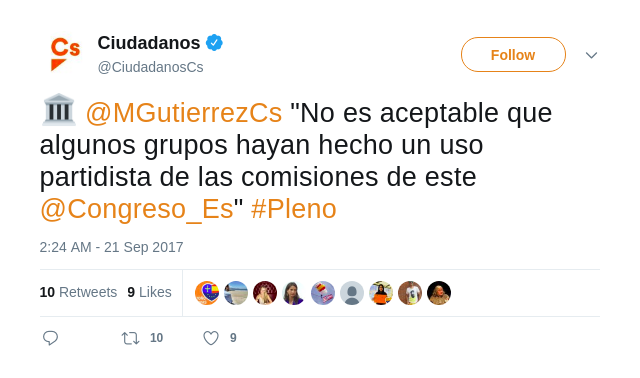 Cs
Ciudadanos
@CiudadanosCs
Follow
@MGutierrezCs "No es aceptable que
algunos grupos hayan hecho un uso
partidista de las comisiones de este
@Congreso_Es" #Pleno
2:24 AM - 21 Sep 2017
10 Retweets 9 Likes
10 9